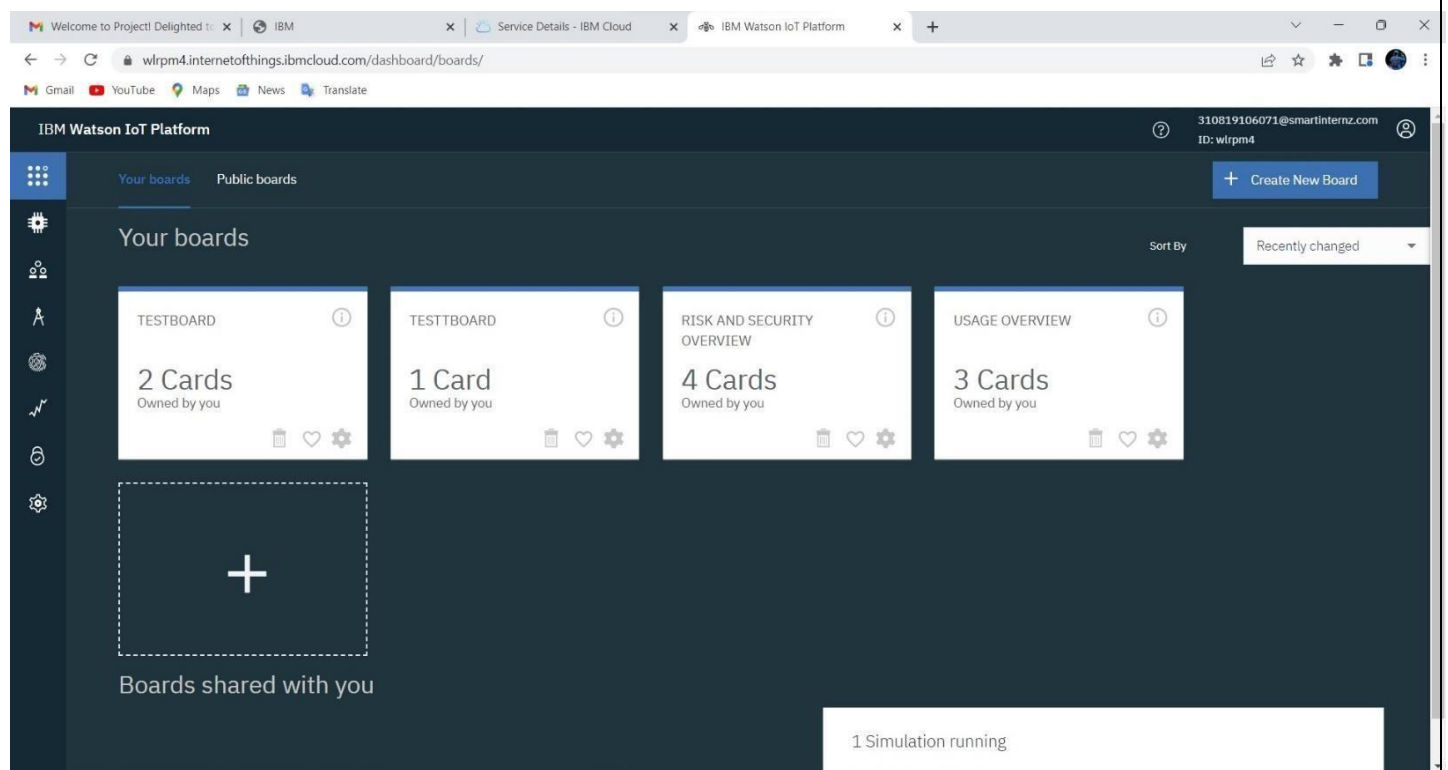 Welcome to Project! Delighted to
IBM
Service Details - IBM Cloud
IBM Watson IoT Platform
wlrpm4.internetofthings.ibmcloud.com/dashboard/boards/
Gmail YouTube Maps News Translate
IBM Watson IoT Platform
310819106071@smartinternz.com
ID: wlrpm4
Your boards Public boards
+ Create New Board
Your boards
Sort By Recently changed
TESTBOARD
2 Cards
Owned by you
TESTTBOARD
1 Card
Owned by you
RISK AND SECURITY
OVERVIEW
4 Cards
Owned by you
USAGE OVERVIEW
3 Cards
Owned by you
Boards shared with you
1 Simulation running